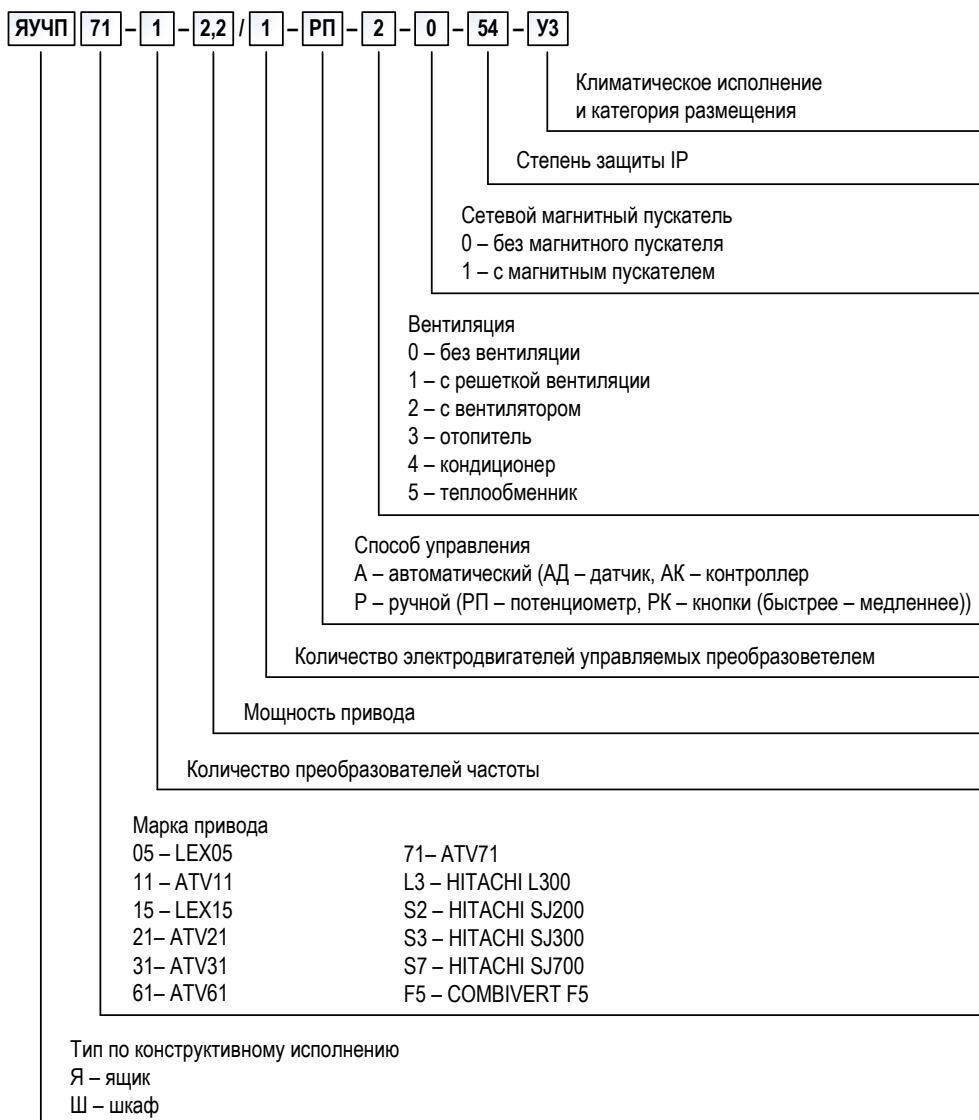 ЯУЧП 71 – 1 – 2,2 / 1 – РП – 2 – 0 – 54 – У3
Климатическое исполнение
и категория размещения
Степень защиты IP
Сетевой магнитный пускатель
0 – без магнитного пускателя
1 – с магнитным пускателем
Вентиляция
0 – без вентиляции
1 – с решеткой вентиляции
2 – с вентилятором
3 – отопитель
4 – кондиционер
5 – теплообменник
Способ управления
А – автоматический (АД – датчик, АК – контроллер
Р – ручной (РП – потенциометр, РК – кнопки (быстрее – медленнее))
Количество электродвигателей управляемых преобразоветелем
Мощность привода
Количество преобразователей частоты
Марка привода
05 – LEX05
11 – ATV11
15 – LEX15
21– ATV21
31– ATV31
61– ATV61
71– ATV71
L3 – HITACHI L300
S2 – HITACHI SJ200
S3 – HITACHI SJ300
S7 – HITACHI SJ700
F5 – COMBIVERT F5
Тип по конструктивному исполнению
Я – ящик
Ш – шкаф